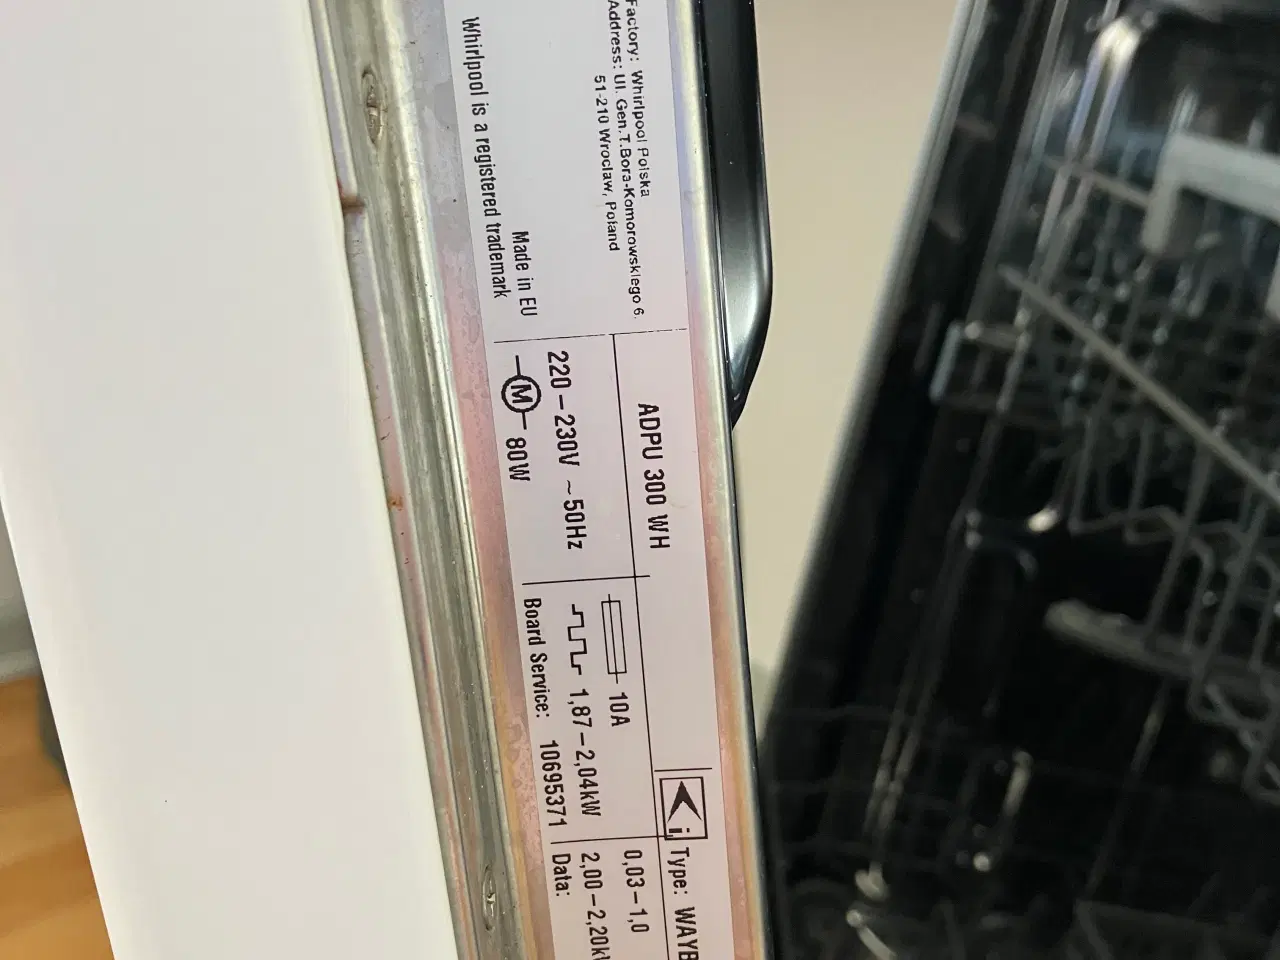 Factory: Whirlpool Polska
Address: Ul. Gen.T.Bora-Komorowskiego 6.
51-210 Wroclaw, Poland
Made in EU
Whirlpool is a registered trademark
ADPU 300 WH
220–230V ~50Hz
M 80W
10A
1,87–2,04kW
Board Service: 10695371
i Type: WAYB
0,03–1,0
2,00–2,20k
Data: